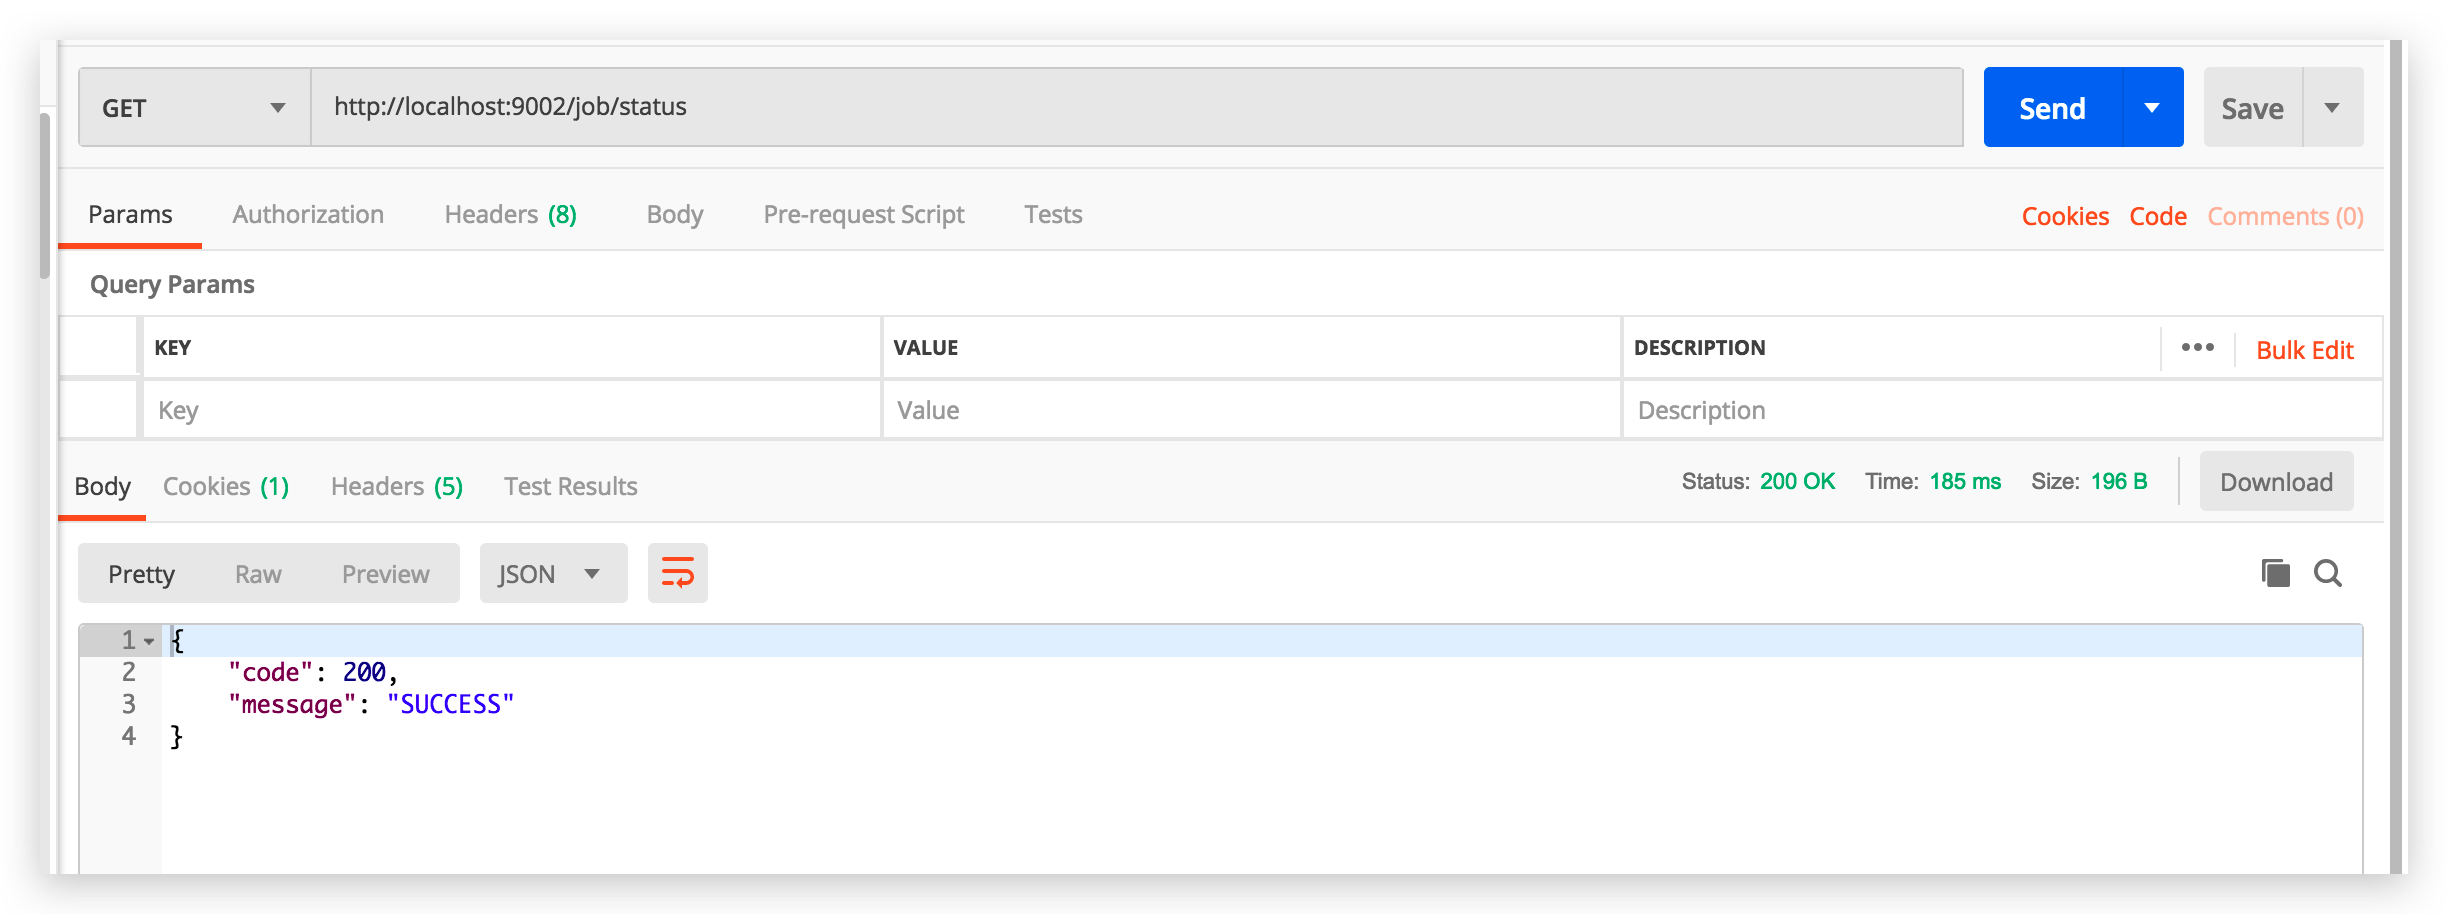 GET http://localhost:9002/job/status Send Save
Params Authorization Headers (8) Body Pre-request Script Tests Cookies Code Comments (0)
Query Params
KEY VALUE DESCRIPTION ••• Bulk Edit
Key Value Description
Body Cookies (1) Headers (5) Test Results Status: 200 OK Time: 185 ms Size: 196 B Download
Pretty Raw Preview JSON
1 {
2 "code": 200,
3 "message": "SUCCESS"
4 }